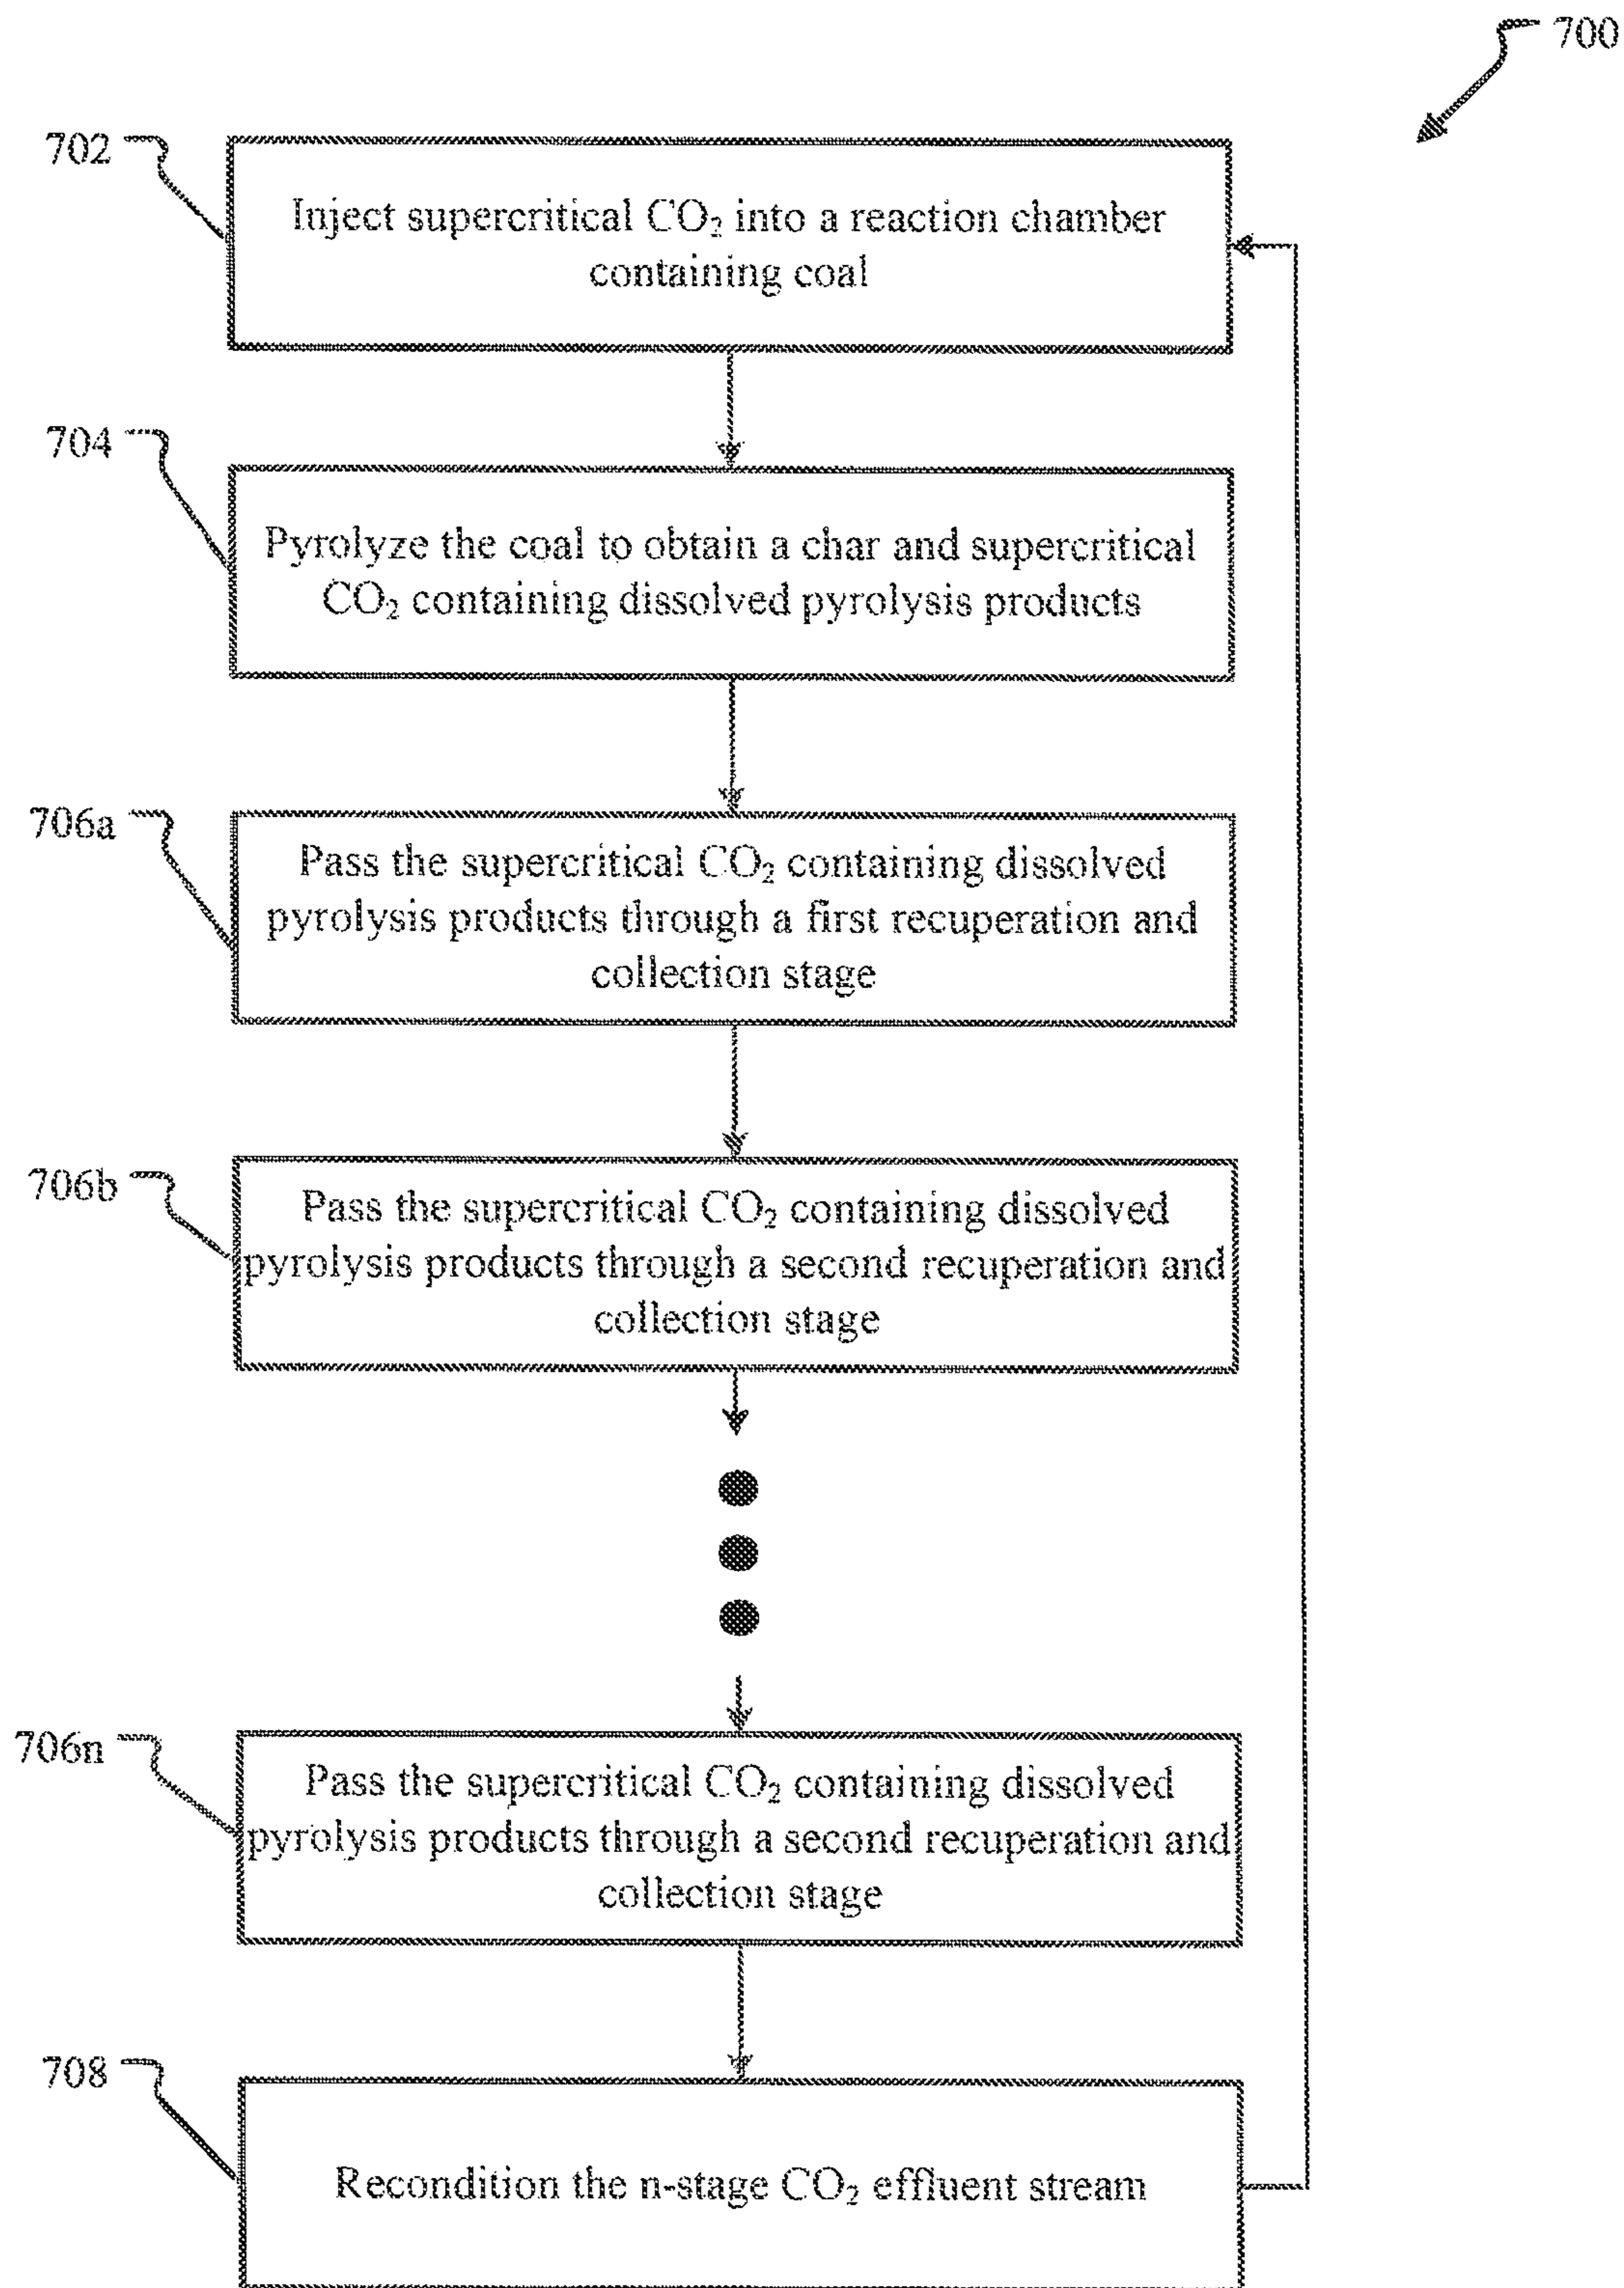 700
702
Inject supercritical CO₂ into a reaction chamber
containing coal
704
Pyrolyze the coal to obtain a char and supercritical
CO₂ containing dissolved pyrolysis products
706a
Pass the supercritical CO₂ containing dissolved
pyrolysis products through a first recuperation and
collection stage
706b
Pass the supercritical CO₂ containing dissolved
pyrolysis products through a second recuperation and
collection stage
706n
Pass the supercritical CO₂ containing dissolved
pyrolysis products through a second recuperation and
collection stage
708
Recondition the n-stage CO₂ effluent stream